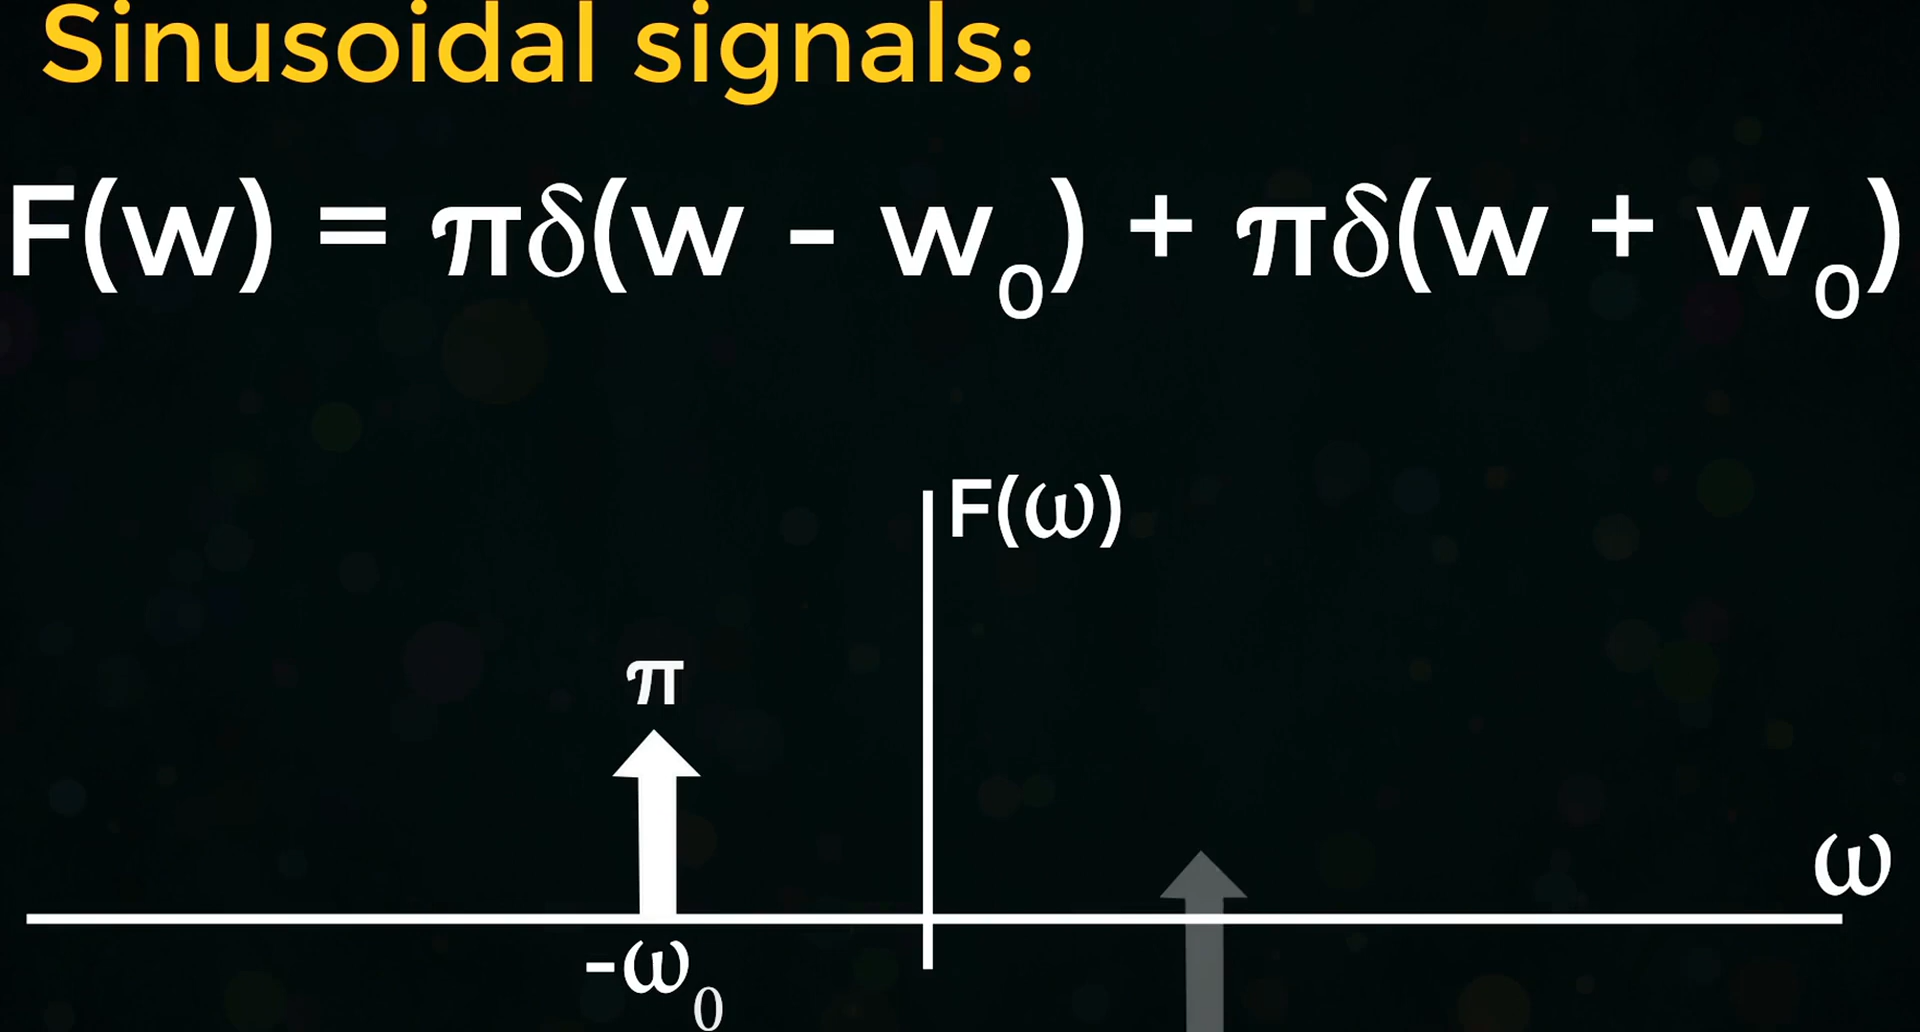 Sinusoidal signals:
F(w) = πδ(w - w₀) + πδ(w + w₀)
F(ω)
π
ω
-ω₀